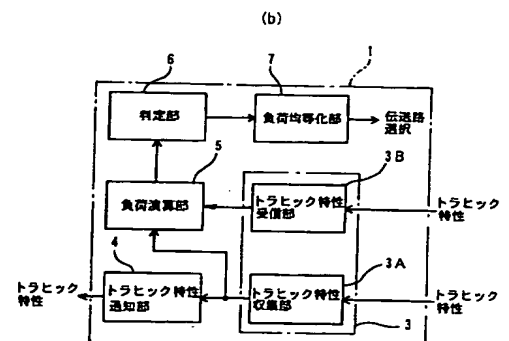 (b)
6
7
1
判定部
負荷均等化部
伝送路
選択
5
3B
負荷演算部
トラヒック特性
受信部
トラヒック
特性
4
3A
トラヒック
特性
トラヒック特性
通知部
トラヒック特性
収集部
トラヒック
特性
3